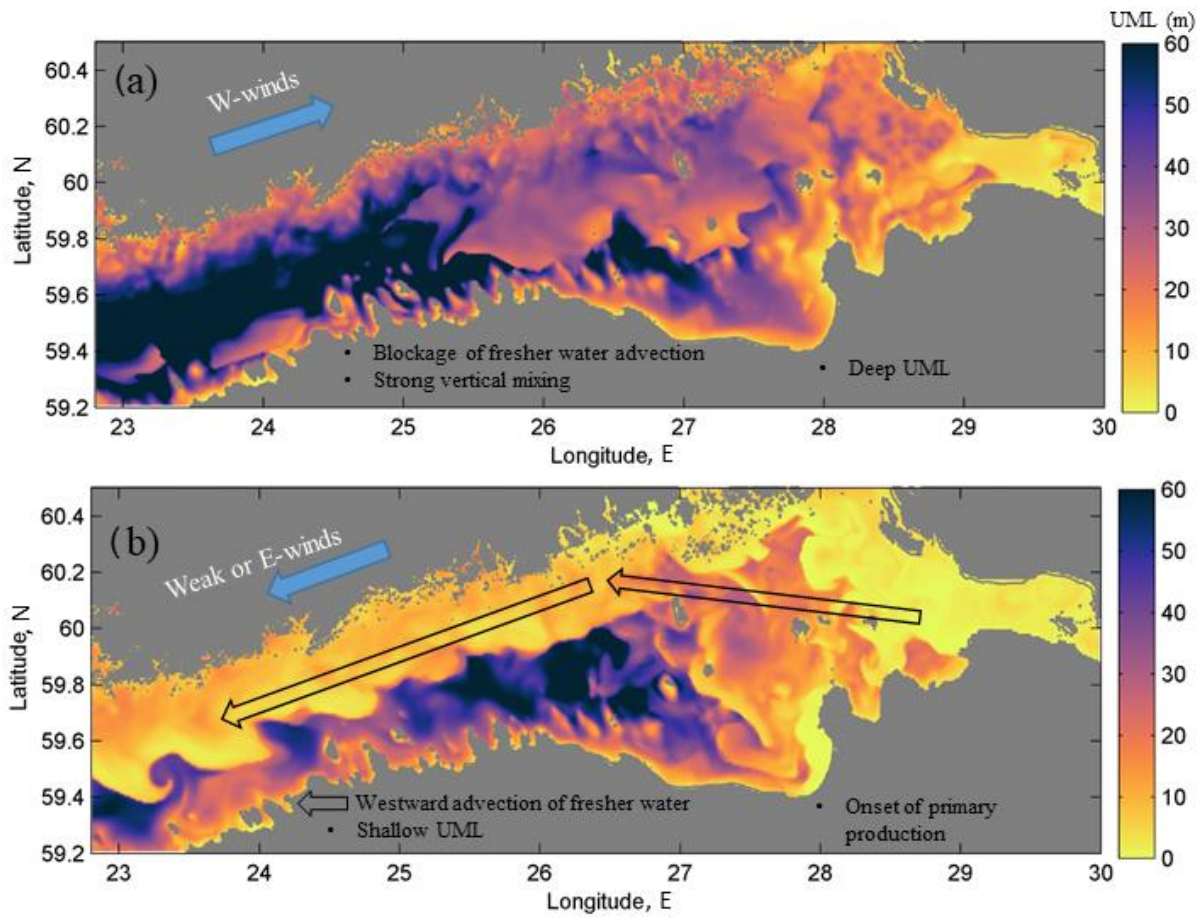 UML (m)
(a)
W-winds
60.4
60.2
60
59.8
59.6
59.4
59.2
Latitude, N
• Blockage of fresher water advection
• Strong vertical mixing
• Deep UML
23 24 25 26 27 28 29 30
Longitude, E
60
50
40
30
20
10
0
(b)
Weak or E-winds
60.4
60.2
60
59.8
59.6
59.4
59.2
Latitude, N
Westward advection of fresher water
• Shallow UML
• Onset of primary
production
23 24 25 26 27 28 29 30
Longitude, E
60
50
40
30
20
10
0